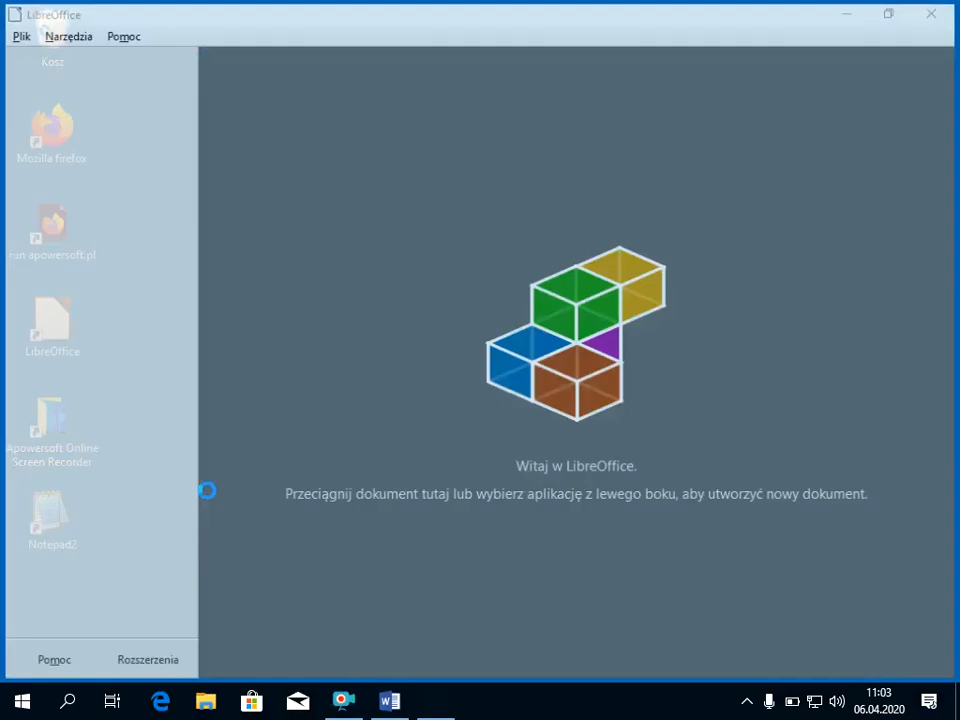 LibreOffice
Plik Narzędzia Pomoc
Kosz
Mozilla firefox
run apowersoft.pl
LibreOffice
Apowersoft Online
Screen Recorder
Notepad2
Witaj w LibreOffice.
Przeciągnij dokument tutaj lub wybierz aplikację z lewego boku, aby utworzyć nowy dokument.
Pomoc Rozszerzenia
11:03
06.04.2020